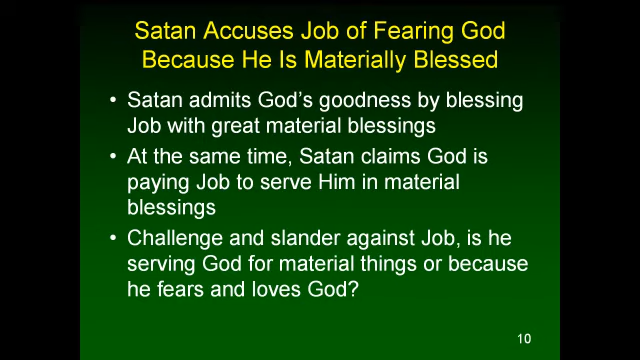 Satan Accuses Job of Fearing God
Because He Is Materially Blessed
• Satan admits God's goodness by blessing
Job with great material blessings
• At the same time, Satan claims God is
paying Job to serve Him in material
blessings
• Challenge and slander against Job, is he
serving God for material things or because
he fears and loves God?
10